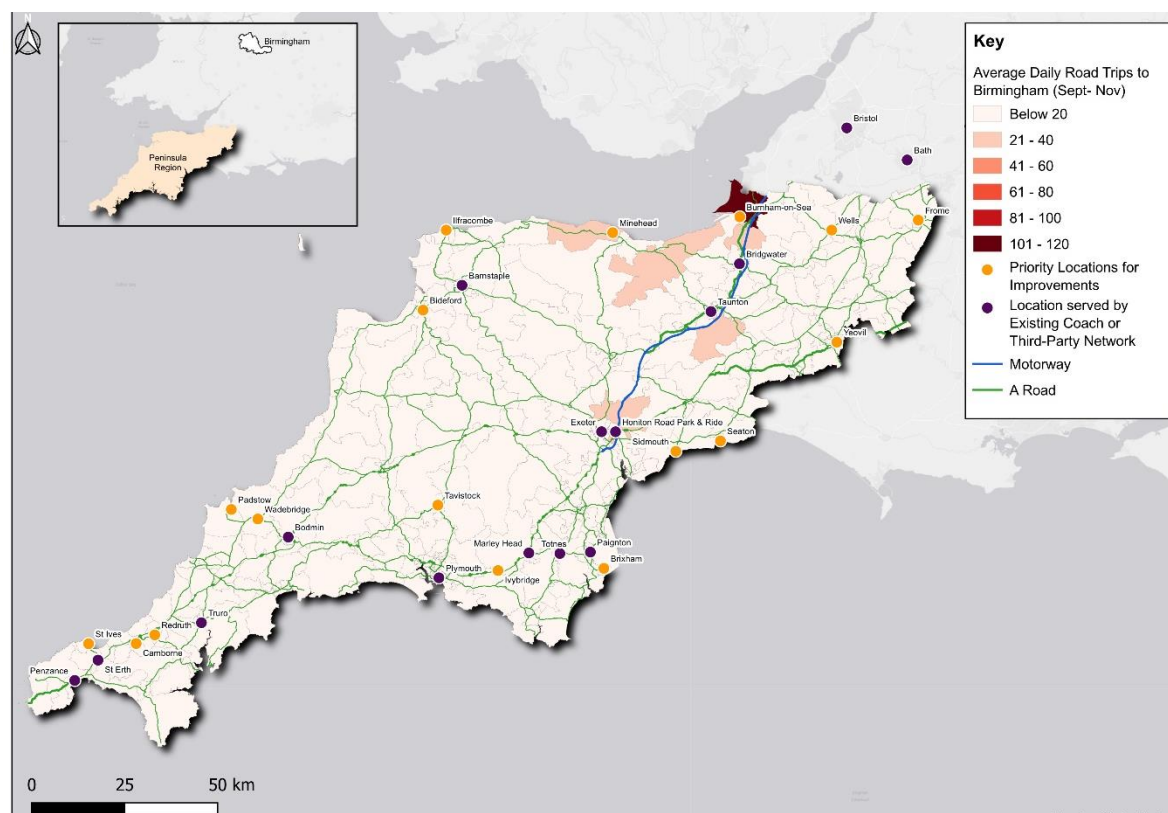 N
Birmingham
Peninsula
Region
Key
Average Daily Road Trips to
Birmingham (Sept- Nov)
Below 20
21 - 40
41 - 60
61 - 80
81 - 100
101 - 120
Priority Locations for
Improvements
Location served by
Existing Coach or
Third-Party Network
Motorway
A Road
Bristol
Bath
Burnham-on-Sea
Ilfracombe
Minehead
Wells
Frome
Bridgwater
Barnstaple
Bideford
Taunton
Yeovil
Exeter
Honiton Road Park & Ride
Sidmouth
Seaton
Padstow
Wadebridge
Tavistock
Bodmin
Marley Head
Totnes
Paignton
Plymouth
Ivybridge
Brixham
Truro
St Ives
Redruth
Camborne
St Erth
Penzance
0 25 50 km